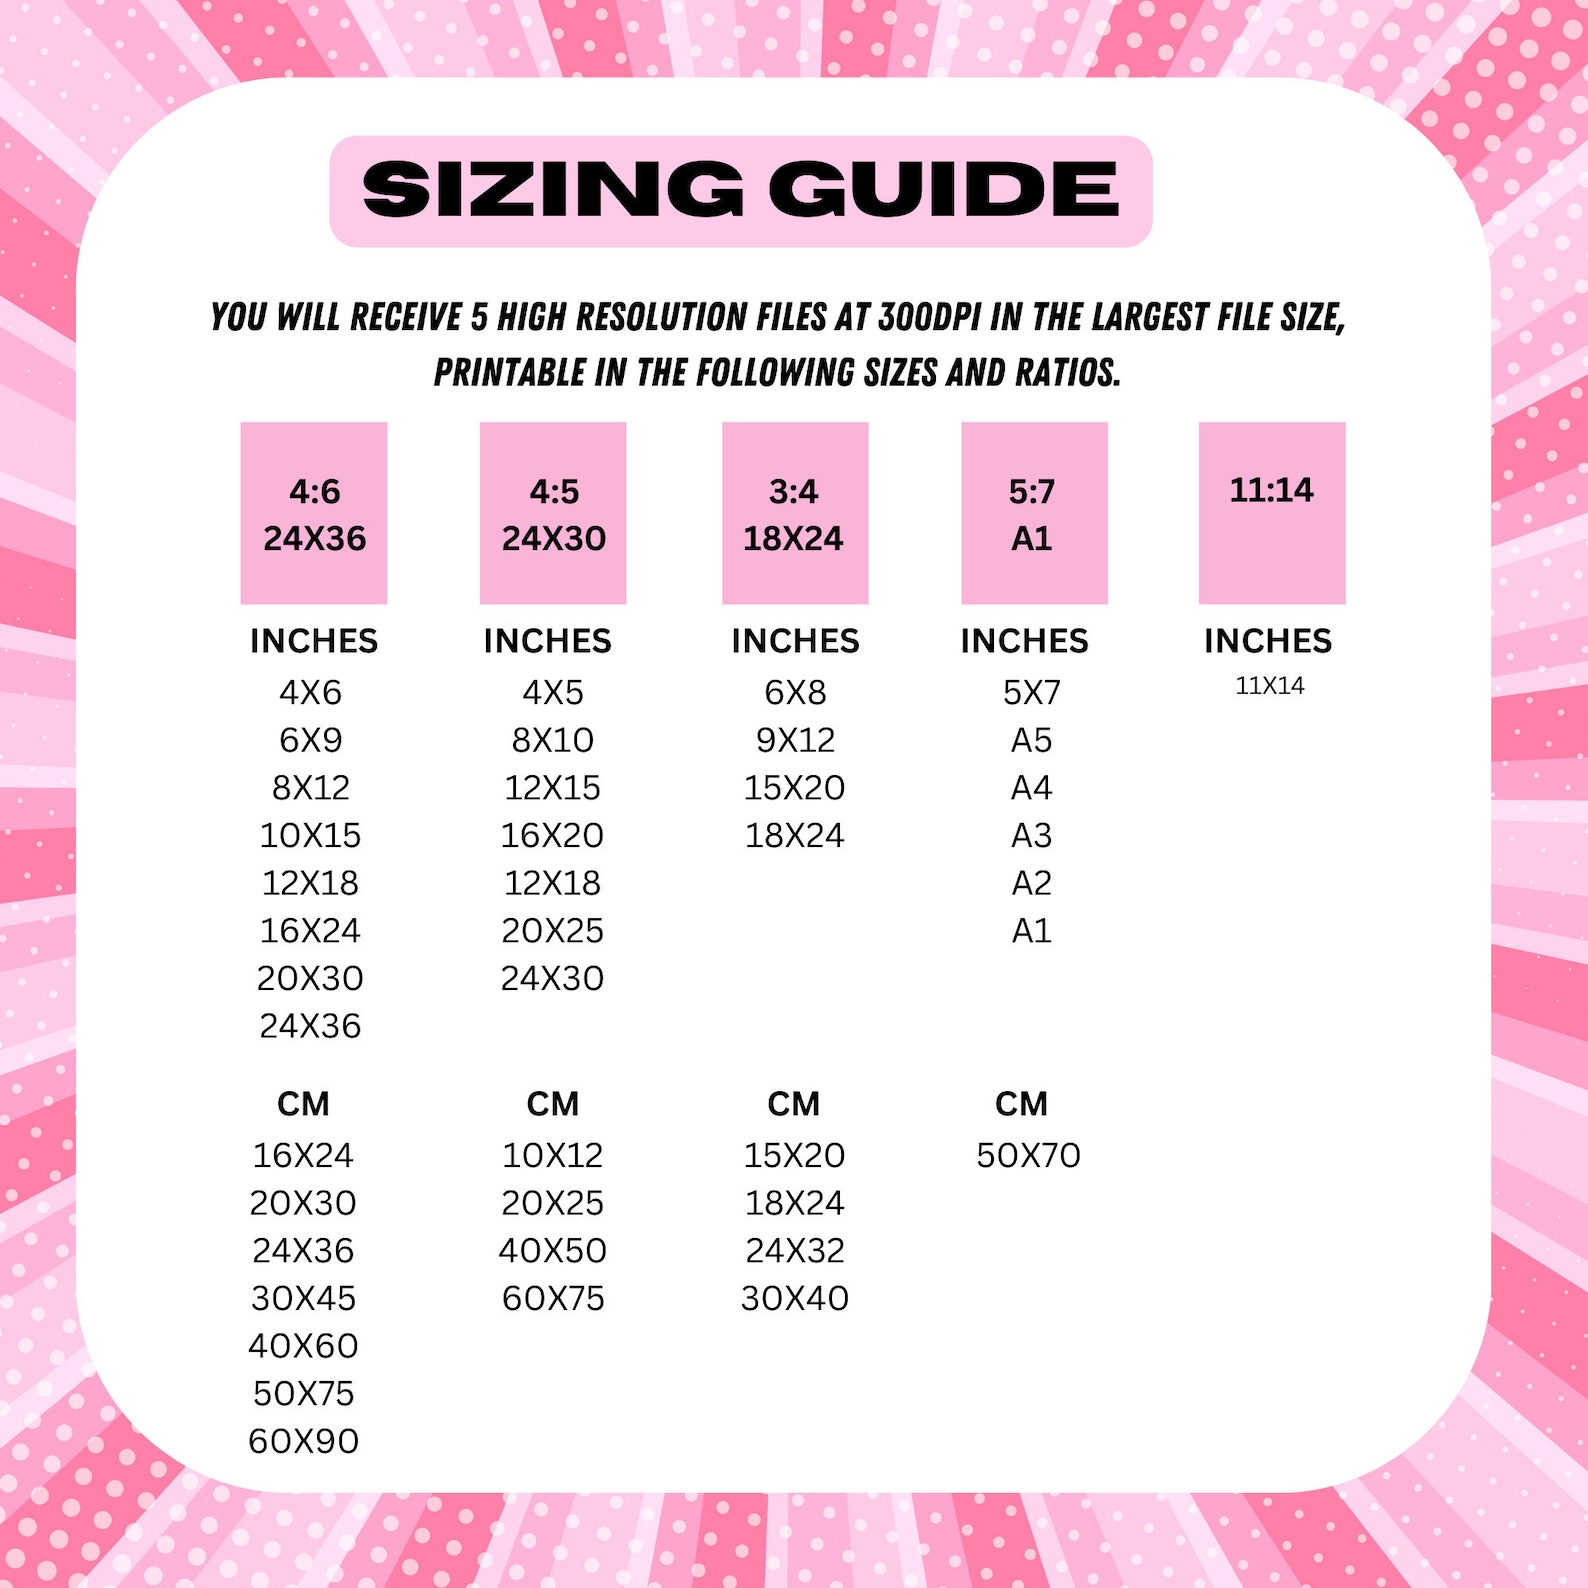 SIZING GUIDE
YOU WILL RECEIVE 5 HIGH RESOLUTION FILES AT 300DPI IN THE LARGEST FILE SIZE,
PRINTABLE IN THE FOLLOWING SIZES AND RATIOS.
4:6
24X36
INCHES
4X6
6X9
8X12
10X15
12X18
16X24
20X30
24X36
CM
16X24
20X30
24X36
30X45
40X60
50X75
60X90
4:5
24X30
INCHES
4X5
8X10
12X15
16X20
12X18
20X25
24X30
CM
10X12
20X25
40X50
60X75
3:4
18X24
INCHES
6X8
9X12
15X20
18X24
CM
15X20
18X24
24X32
30X40
5:7
A1
INCHES
5X7
A5
A4
A3
A2
A1
CM
50X70
11:14
INCHES
11X14